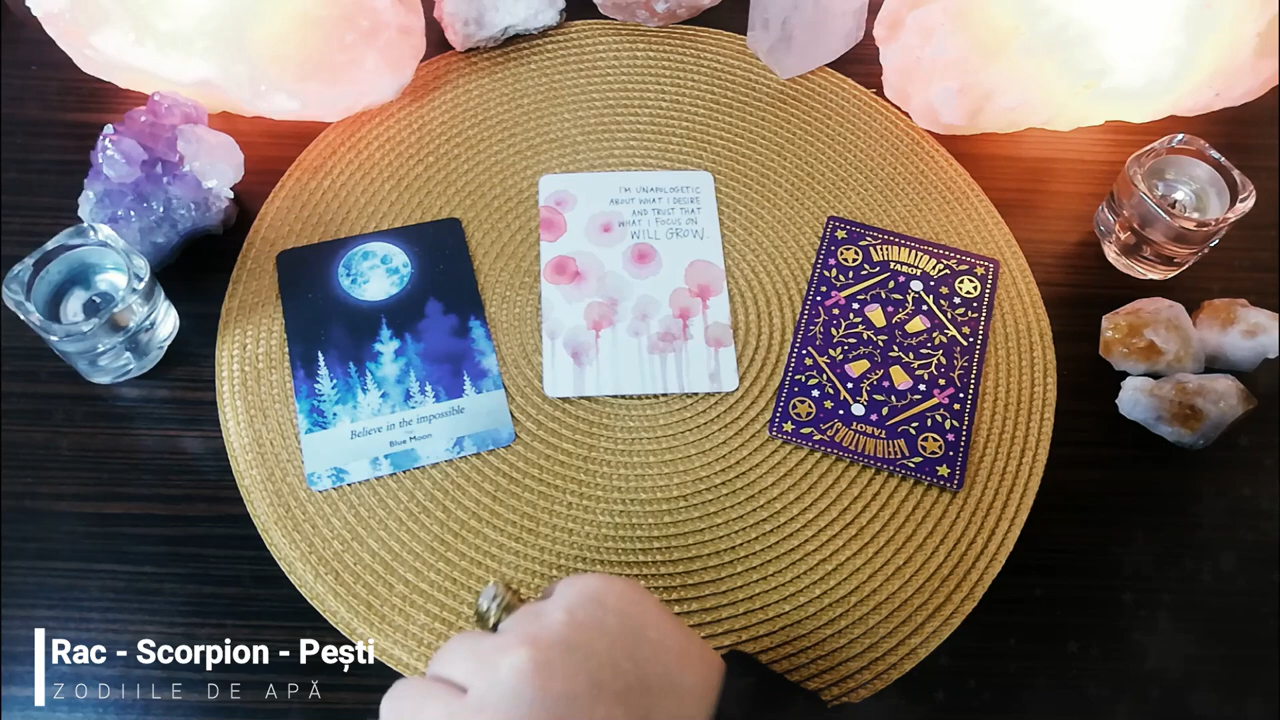 I'M UNAPOLOGETIC
ABOUT WHAT I DESIRE
AND TRUST THAT
WHAT I FOCUS ON
WILL GROW.
Believe in the impossible
Blue Moon
AFFIRMATORS!
TAROT
AFFIRMATORS!
TAROT
Rac - Scorpion - Pești
ZODIILE DE APĂ